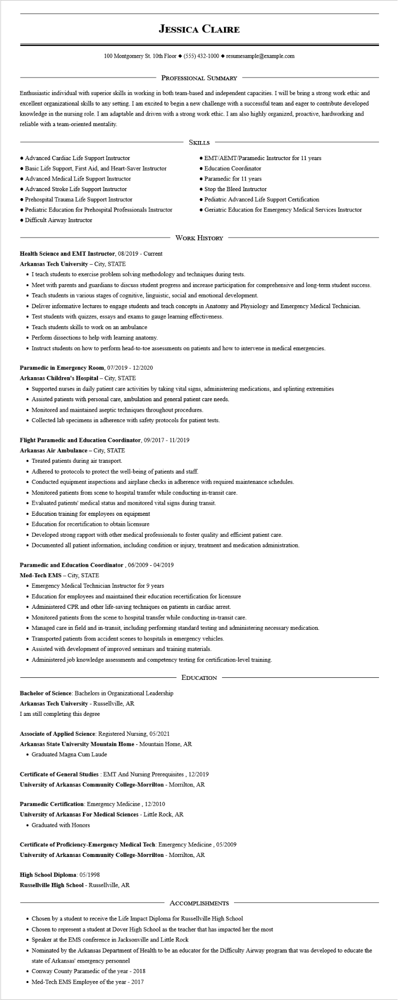 Jessica Claire
100 Montgomery St. 10th Floor ◆ (555) 432-1000 ◆ resumesample@example.com
Professional Summary
Enthusiastic individual with superior skills in working in both team-based and independent capacities. I will be bring a strong work ethic and
excellent organizational skills to any setting. I am excited to begin a new challenge with a successful team and eager to contribute developed
knowledge in the nursing role. I am adaptable and driven with a strong work ethic. I am also highly organized, proactive, hardworking and
reliable with a team-oriented mentality.
Skills
● Advanced Cardiac Life Support Instructor
● Basic Life Support, First Aid, and Heart-Saver Instructor
● Advanced Medical Life Support Instructor
● Advanced Stroke Life Support Instructor
● Prehospital Trauma Life Support Instructor
● Pediatric Education for Prehospital Professionals Instructor
● Difficult Airway Instructor
● EMT/AEMT/Paramedic Instructor for 11 years
● Education Coordinator
● Paramedic for 11 years
● Stop the Bleed Instructor
● Pediatric Advanced Life Support Certification
● Geriatric Education for Emergency Medical Services Instructor
Work History
Health Science and EMT Instructor, 08/2019 - Current
Arkansas Tech University – City, STATE
• I teach students to exercise problem solving methodology and techniques during tests.
• Meet with parents and guardians to discuss student progress and increase participation for comprehensive and long-term student success.
• Teach students in various stages of cognitive, linguistic, social and emotional development.
• Deliver informative lectures to engage students and teach concepts in Anatomy and Physiology and Emergency Medical Technician.
• Test students with quizzes, essays and exams to gauge learning effectiveness.
• Teach students skills to work on an ambulance
• Perform dissections to help with learning anatomy.
• Instruct students on how to perform head-to-toe assessments on patients and how to intervene in medical emergencies.
Paramedic in Emergency Room, 07/2019 - 12/2020
Arkansas Children's Hospital – City, STATE
• Supported nurses in daily patient care activities by taking vital signs, administering medications, and splinting extremities
• Assisted patients with personal care, ambulation and general patient care needs.
• Monitored and maintained aseptic techniques throughout procedures.
• Collected lab specimens in adherence with safety protocols for patient tests.
Flight Paramedic and Education Coordinator, 09/2017 - 11/2019
Arkansas Air Ambulance – City, STATE
• Treated patients during air transport.
• Adhered to protocols to protect the well-being of patients and staff.
• Conducted equipment inspections and airplane checks in adherence with required maintenance schedules.
• Monitored patients from scene to hospital transfer while conducting in-transit care.
• Evaluated patients' medical status and monitored vital signs during transit.
• Education training for employees on equipment
• Education for recertification to obtain licensure
• Developed strong rapport with other medical professionals to foster quality and efficient patient care.
• Documented all patient information, including condition or injury, treatment and medication administration.
Paramedic and Education Coordinator , 06/2009 - 04/2019
Med-Tech EMS – City, STATE
• Emergency Medical Technician Instructor for 9 years
• Education for employees and maintained their education recertification for licensure
• Administered CPR and other life-saving techniques on patients in cardiac arrest.
• Monitored patients from the scene to hospital transfer while conducting in-transit care.
• Managed care in field and in-transit, including performing standard testing and administering necessary medication.
• Transported patients from accident scenes to hospitals in emergency vehicles.
• Assisted with development of improved seminars and training materials.
• Administered job knowledge assessments and competency testing for certification-level training.
Education
Bachelor of Science: Bachelors in Organizational Leadership
Arkansas Tech University - Russellville, AR
I am still completing this degree
Associate of Applied Science: Registered Nursing, 05/2021
Arkansas State University Mountain Home - Mountain Home, AR
• Graduated Magna Cum Laude
Certificate of General Studies : EMT And Nursing Prerequisites , 12/2019
University of Arkansas Community College-Morrilton - Morrilton, AR
Paramedic Certification: Emergency Medicine , 12/2010
University of Arkansas For Medical Sciences - Little Rock, AR
• Graduated with Honors
Certificate of Proficiency-Emergency Medical Tech: Emergency Medicine , 05/2009
University of Arkansas Community College-Morrilton - Morrilton, AR
High School Diploma: 05/1998
Russellville High School - Russellville, AR
Accomplishments
• Chosen by a student to receive the Life Impact Diploma for Russellville High School
• Chosen to represent a student at Dover High School as the teacher that has impacted her the most
• Speaker at the EMS conference in Jacksonville and Little Rock
• Nominated by the Arkansas Department of Health to be an educator for the Difficulty Airway program that was developed to educate the
state of Arkansas' emergency personnel
• Conway County Paramedic of the year - 2018
• Med-Tech EMS Employee of the year - 2017